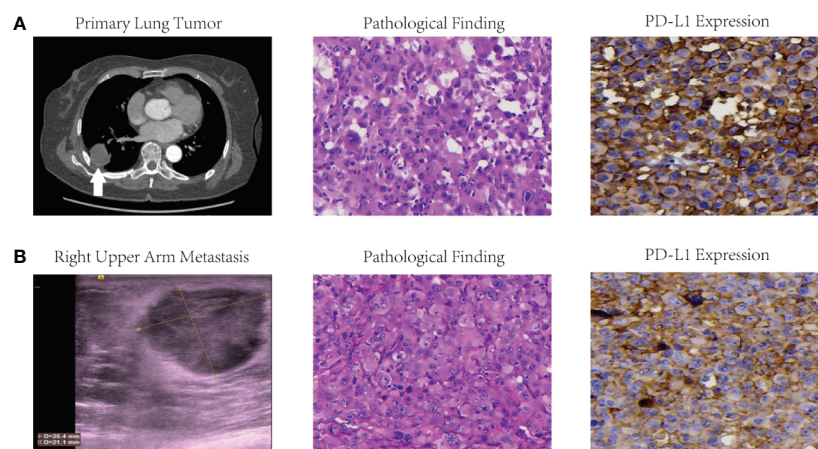 A
Primary Lung Tumor
Pathological Finding
PD-L1 Expression
B
Right Upper Arm Metastasis
Pathological Finding
PD-L1 Expression
D=28.4 mm
D=21.1 mm